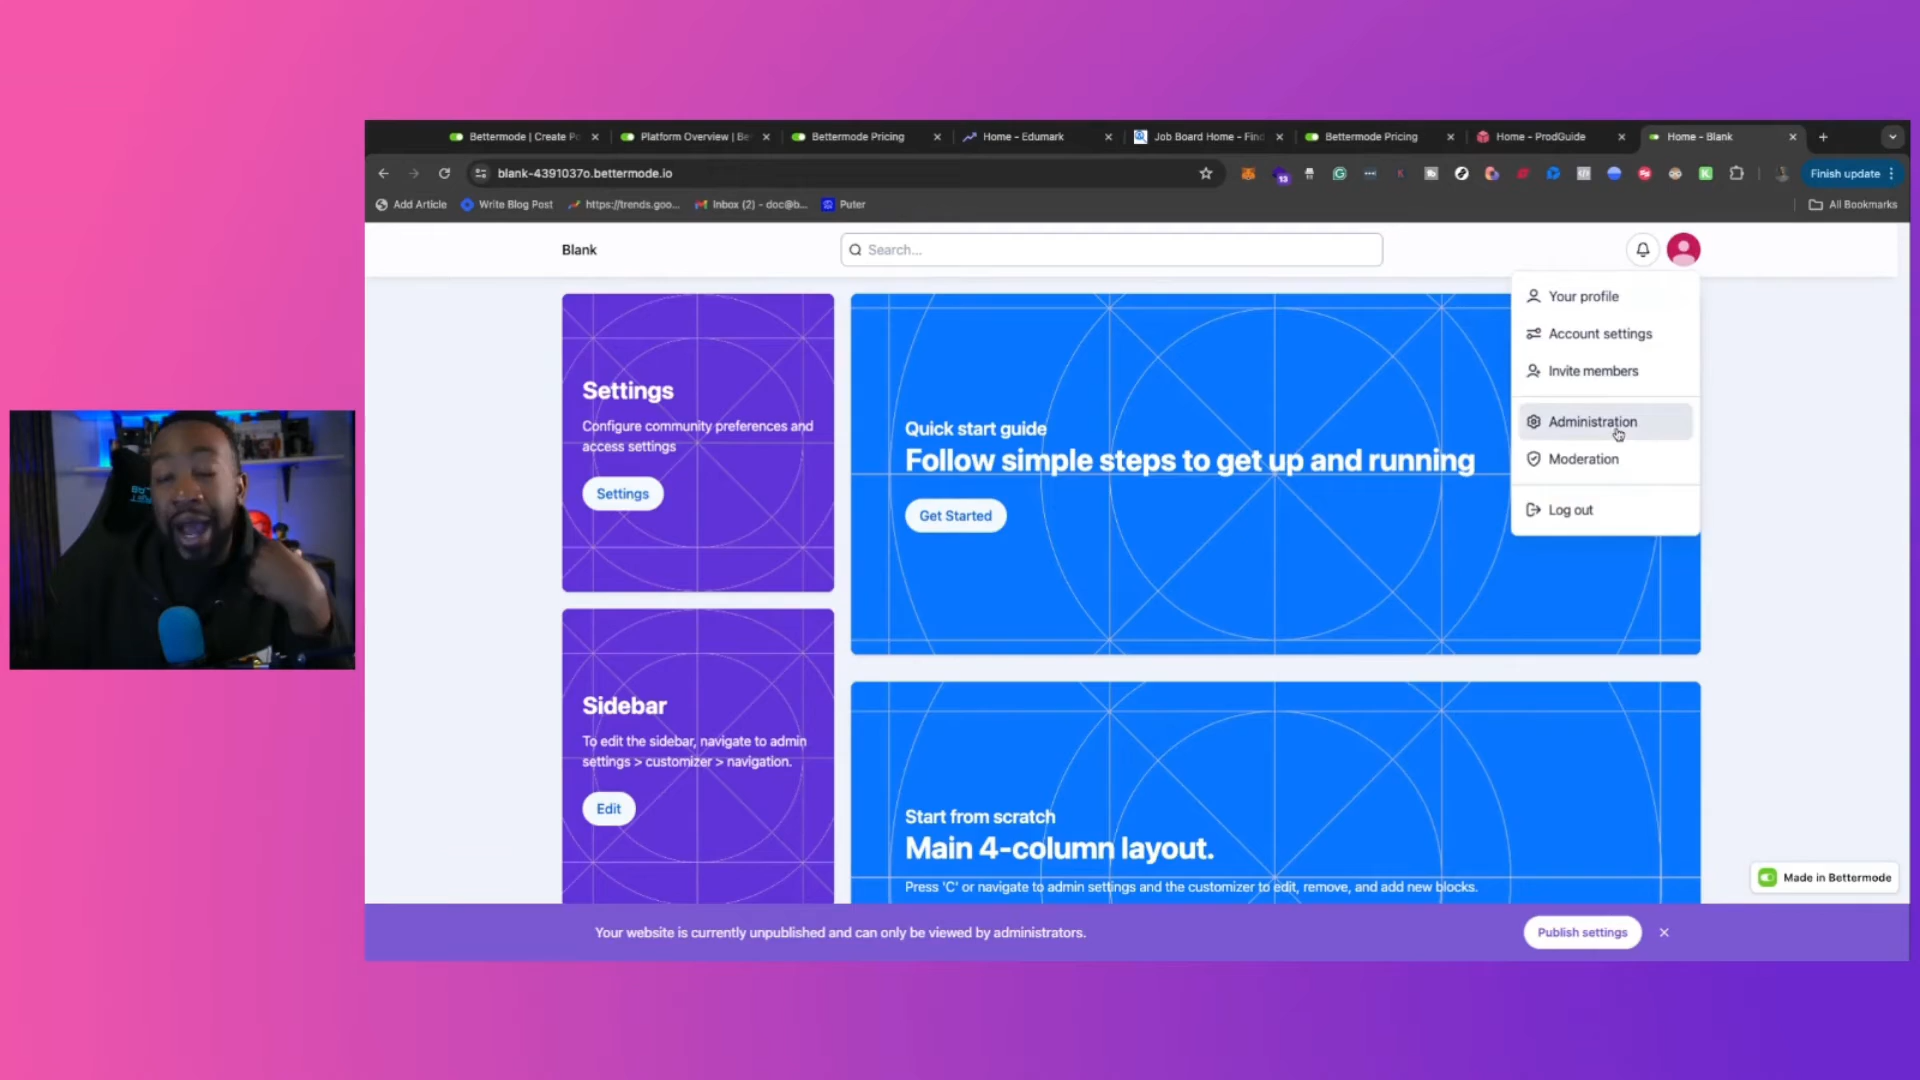 Bettermode | Create Po
Platform Overview | Be
Bettermode Pricing
Home - Edumark
Job Board Home - Find
Bettermode Pricing
Home - ProdGuide
Home - Blank
blank-4391037o.bettermode.io
13
Finish update
Add Article
Write Blog Post
https://trends.goo...
Inbox (2) - doc@b...
Puter
All Bookmarks
Blank
Search...
Your profile
Account settings
Invite members
Administration
Moderation
Log out
Settings
Configure community preferences and
access settings
Settings
Quick start guide
Follow simple steps to get up and running
Get Started
Sidebar
To edit the sidebar, navigate to admin
settings > customizer > navigation.
Edit
Start from scratch
Main 4-column layout.
Press 'C' or navigate to admin settings and the customizer to edit, remove, and add new blocks.
Made in Bettermode
Your website is currently unpublished and can only be viewed by administrators.
Publish settings